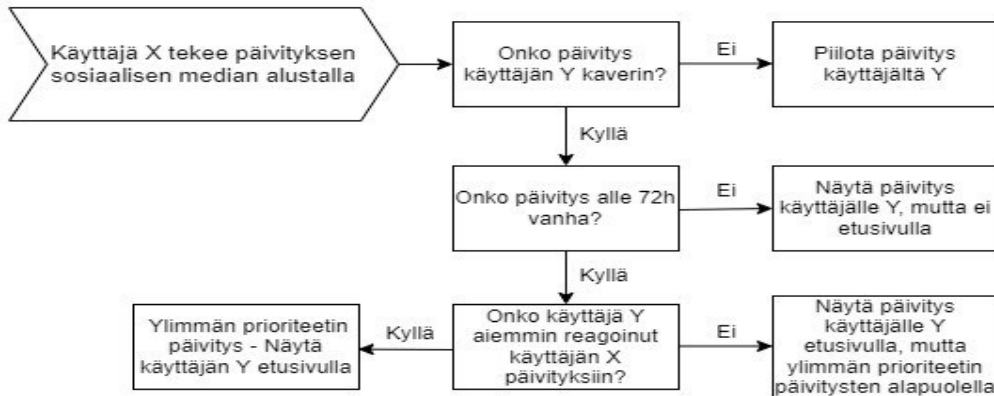 Käyttäjä X tekee päivityksen
sosiaalisen median alustalla
Onko päivitys
käyttäjän Y kaverin?
Ei
Piilota päivitys
käyttäjältä Y
Kyllä
Onko päivitys alle 72h
vanha?
Ei
Näytä päivitys
käyttäjälle Y, mutta ei
etusivulla
Kyllä
Onko käyttäjä Y
aiemmin reagoinut
käyttäjän X
päivityksiin?
Kyllä
Ylimmän prioriteetin
päivitys - Näytä
käyttäjän Y etusivulla
Ei
Näytä päivitys
käyttäjälle Y
etusivulla, mutta
ylimmän prioriteetin
päivitysten alapuolella